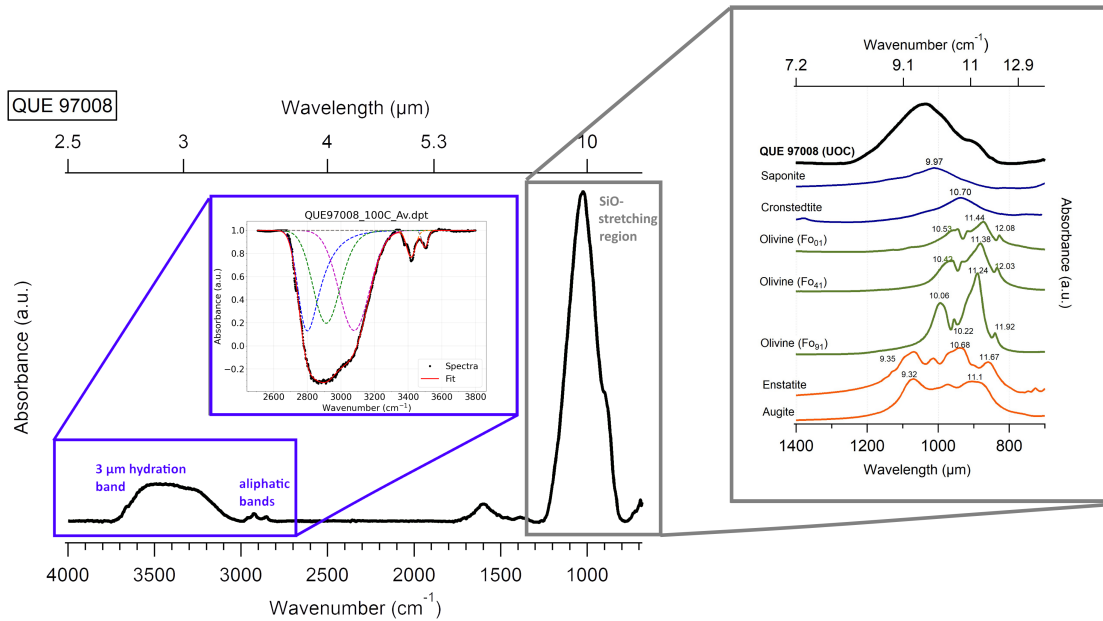 QUE 97008
Wavelength (µm)
2.5 3 4 5.3 10
Absorbance (a.u.)
3 µm hydration
band
aliphatic
bands
SiO-
stretching
region
4000 3500 3000 2500 2000 1500 1000
Wavenumber (cm⁻¹)
QUE97008_100C_Av.dpt
Absorbance (a.u.)
1.0
0.8
0.6
0.4
0.2
0.0
−0.2
Spectra
Fit
2600 2800 3000 3200 3400 3600 3800
Wavenumber (cm⁻¹)
Wavenumber (cm⁻¹)
7.2 9.1 11 12.9
QUE 97008 (UOC)
Saponite
9.97
Cronstedtite
10.70
Olivine (Fo₀₁)
10.53 11.44 12.08
Olivine (Fo₄₁)
10.42 11.38 12.03
Olivine (Fo₉₁)
10.06 10.22 11.24 11.92
Enstatite
9.35 10.68 11.67
Augite
9.32 11.1
Absorbance (a.u.)
1400 1200 1000 800
Wavelength (µm)